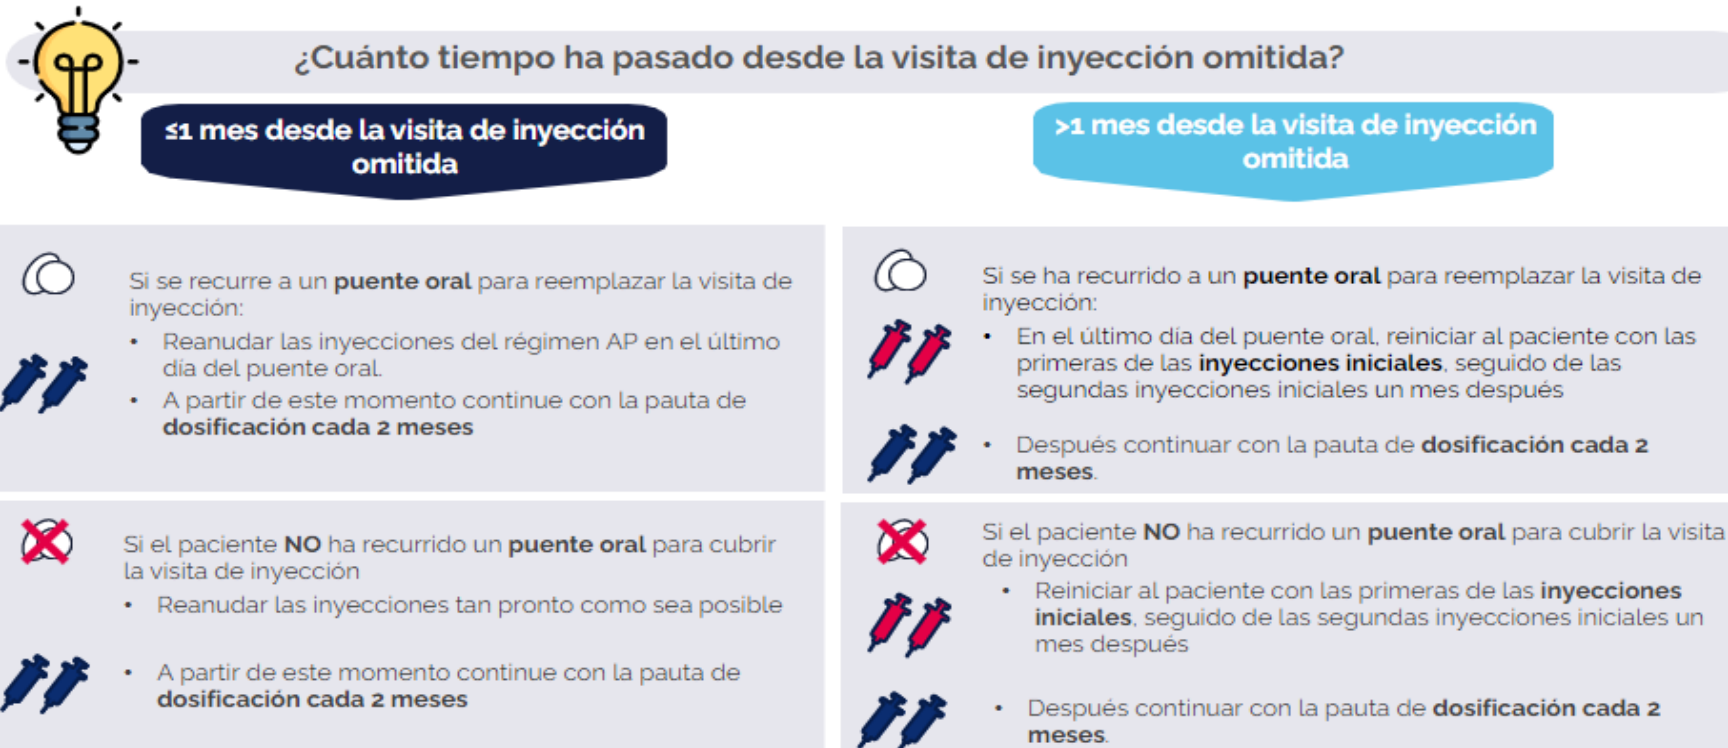 ¿Cuánto tiempo ha pasado desde la visita de inyección omitida?
≤1 mes desde la visita de inyección
omitida
Si se recurre a un puente oral para reemplazar la visita de
inyección:
• Reanudar las inyecciones del régimen AP en el último
día del puente oral.
• A partir de este momento continue con la pauta de
dosificación cada 2 meses
Si el paciente NO ha recurrido un puente oral para cubrir
la visita de inyección
• Reanudar las inyecciones tan pronto como sea posible
• A partir de este momento continue con la pauta de
dosificación cada 2 meses
>1 mes desde la visita de inyección
omitida
Si se ha recurrido a un puente oral para reemplazar la visita de
inyección:
• En el último día del puente oral, reiniciar al paciente con las
primeras de las inyecciones iniciales, seguido de las
segundas inyecciones iniciales un mes después
• Después continuar con la pauta de dosificación cada 2
meses.
Si el paciente NO ha recurrido un puente oral para cubrir la visita
de inyección
• Reiniciar al paciente con las primeras de las inyecciones
iniciales, seguido de las segundas inyecciones iniciales un
mes después
• Después continuar con la pauta de dosificación cada 2
meses.